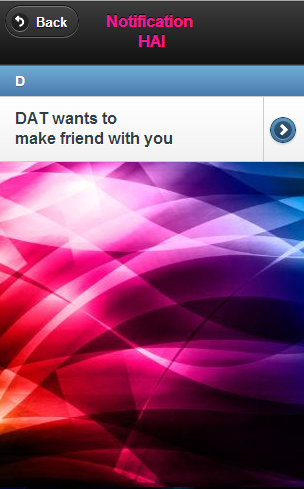 Back
Notification
HAI
D
DAT wants to
make friend with you